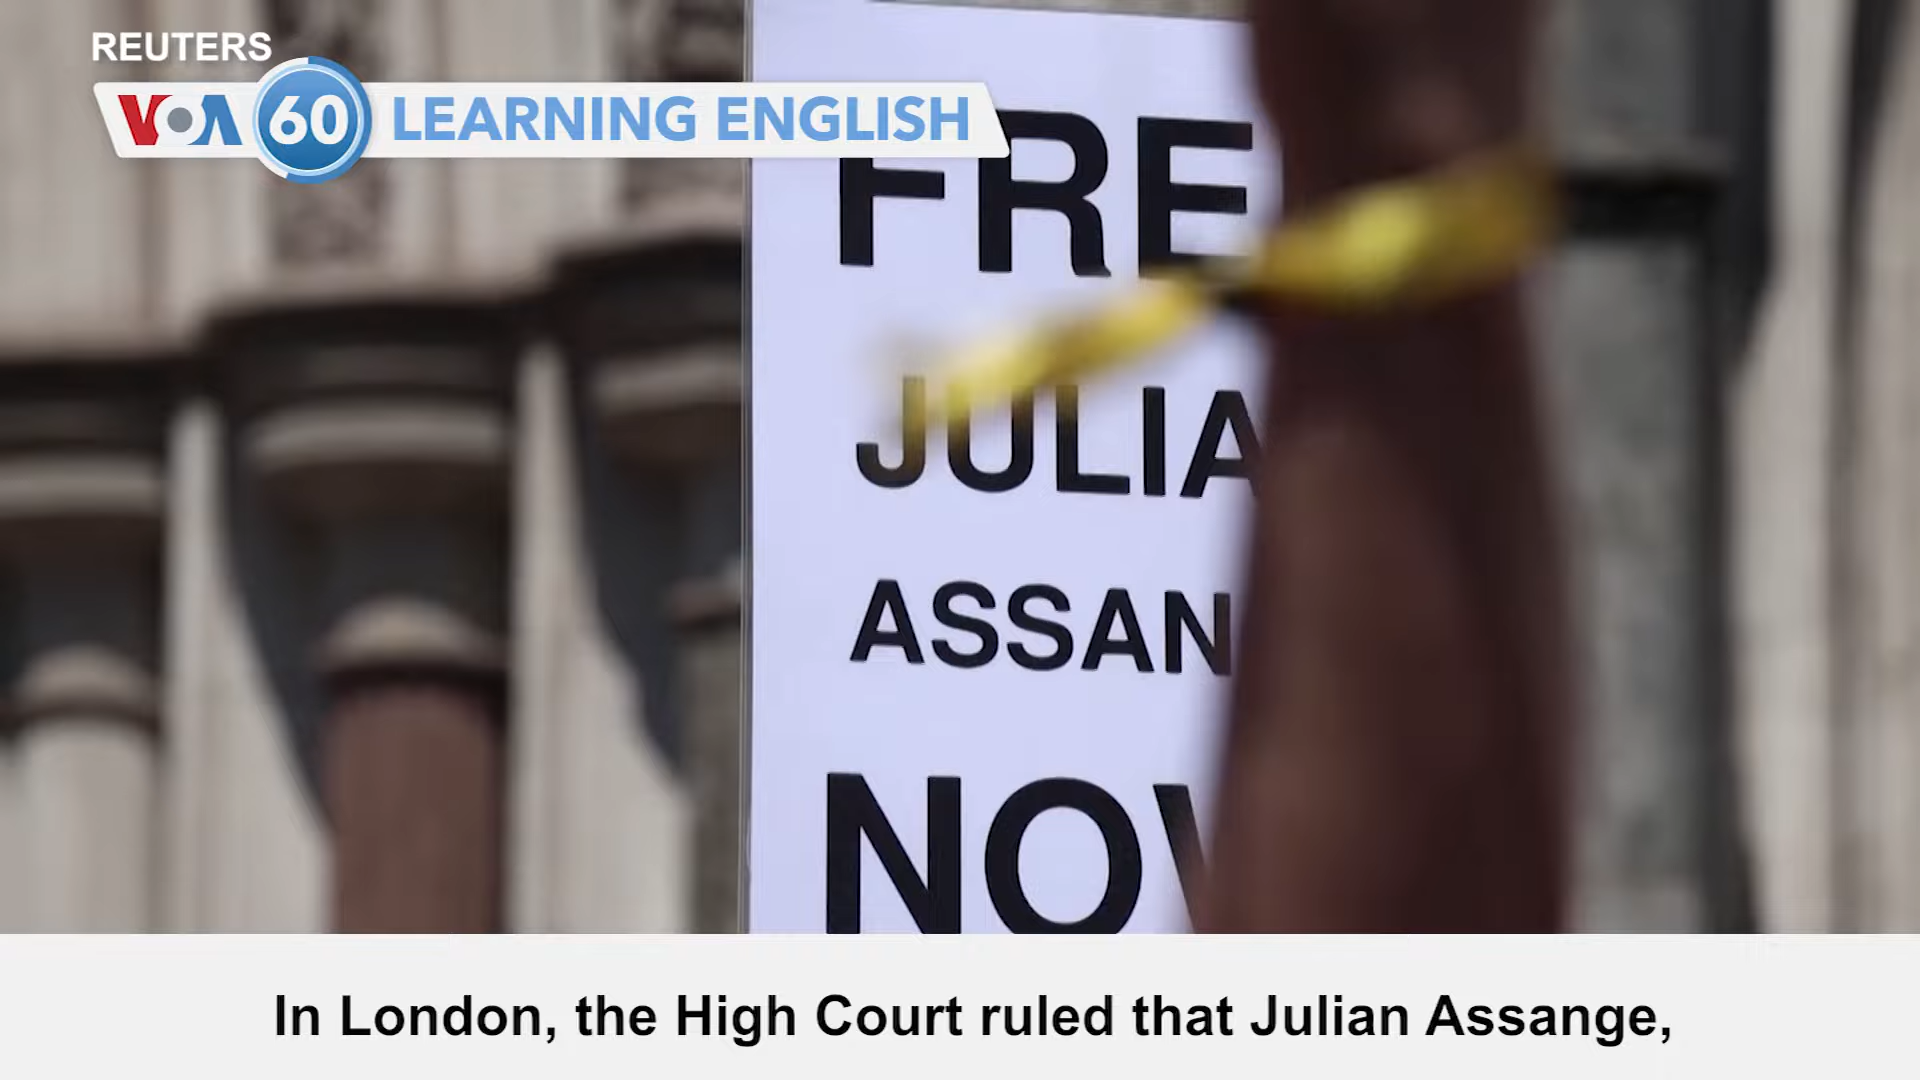 REUTERS
VOA 60 LEARNING ENGLISH
FRE
JULIA
ASSAN
NO
In London, the High Court ruled that Julian Assange,